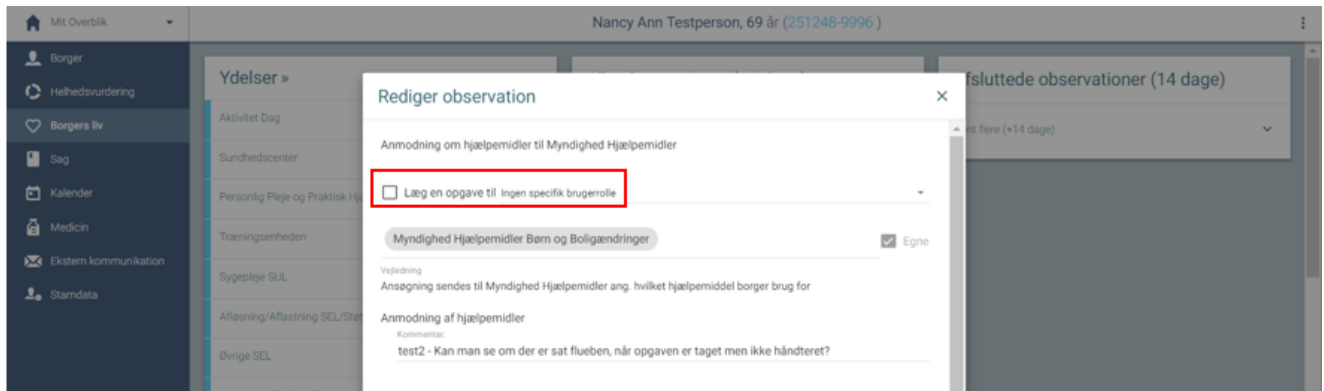 Mit Overblik
Nancy Ann Testperson, 69 år (251248-9996 )
Borger
Helhedsvurdering
Borgers liv
Sag
Kalender
Medicin
Ekstern kommunikation
Stamdata
Ydelser »
Aktivitet Dag
Sundhedscenter
Personlig Pleje og Praktisk
Træningsenheden
Sygepleje SUL
Afløsning/Aflastning
Øvrige SEL
Rediger observation
Anmodning om hjælpemidler til Myndighed Hjælpemidler
Læg en opgave til Ingen specifik brugerrolle
Myndighed Hjælpemidler Børn og Boligændringer
Egne
Vejledning
Ansøgning sendes til Myndighed Hjælpemidler ang. hvilket hjælpemiddel borger brug for
Anmodning af hjælpemidler
Kommentar:
test2 - Kan man se om der er sat flueben, når opgaven er taget men ikke håndteret?
fsluttede observationer (14 dage)
nt flere (+14 dage)